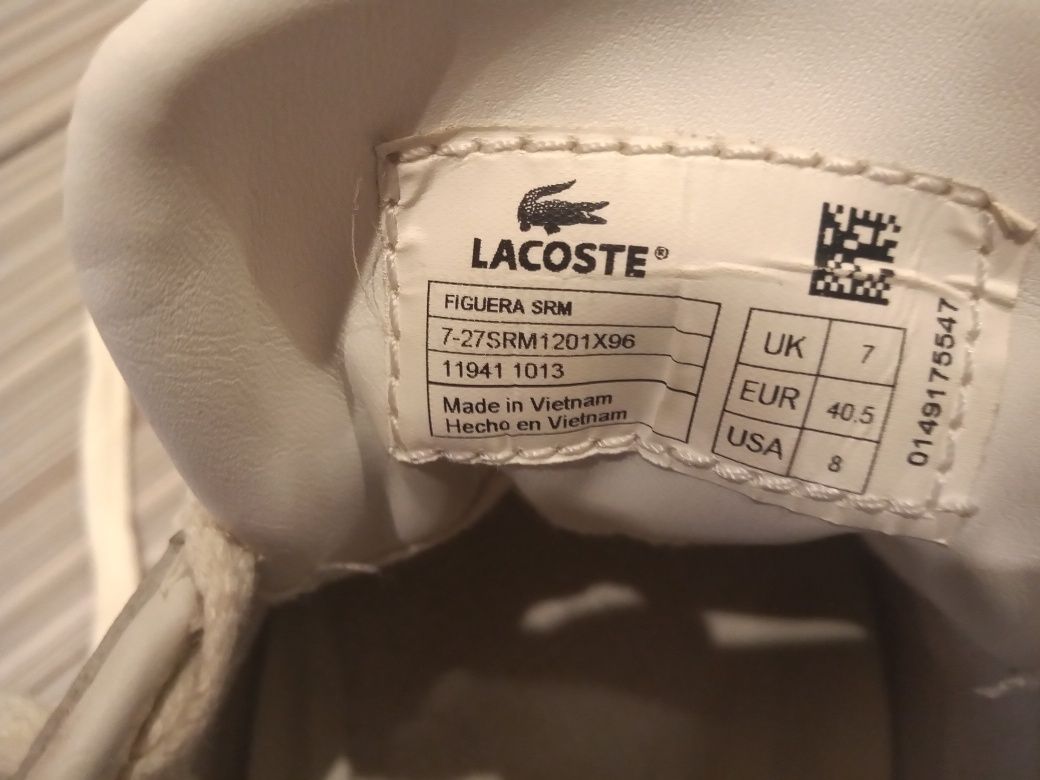 LACOSTE®
FIGUERA SRM
7-27SRM1201X96
11941 1013
Made in Vietnam
Hecho en Vietnam
UK 7
EUR 40.5
USA 8
0149175547